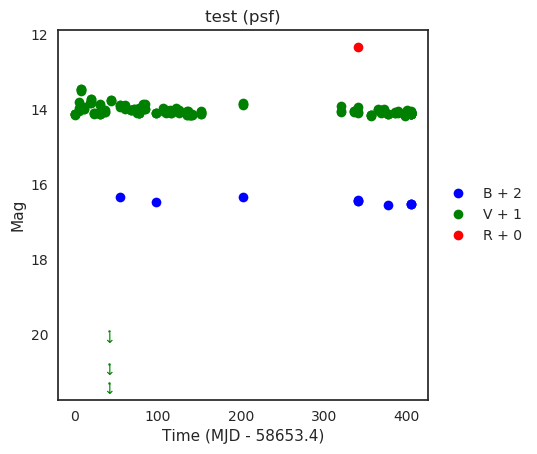 test (psf)
12
14
16
18
20
Mag
0
100
200
300
400
Time (MJD - 58653.4)
B + 2
V + 1
R + 0